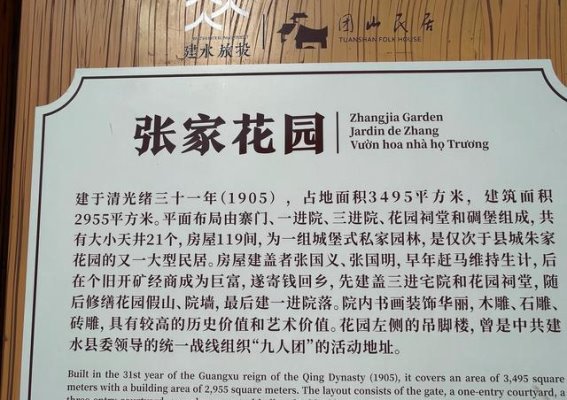 建水旅投
团山民居
TUANSHAN FOLK HOUSE
张家花园
Zhangjia Garden
Jardin de Zhang
Vườn hoa nhà họ Trương
建于清光绪三十一年(1905)，占地面积3495平方米，建筑面积
2955平方米。平面布局由寨门、一进院、三进院、花园祠堂和碉堡组成，共
有大小天井21个，房屋119间，为一组城堡式私家园林，是仅次于县城朱家
花园的又一大型民居。房屋建盖者张国义、张国明，早年赶马维持生计，后
在个旧开矿经商成为巨富，遂寄钱回乡，先建盖三进宅院和花园祠堂，随
后修缮花园假山、院墙，最后建一进院落。院内书画装饰华丽，木雕、石雕、
砖雕，具有较高的历史价值和艺术价值。花园左侧的吊脚楼，曾是中共建
水县委领导的统一战线组织“九人团”的活动地址。
Built in the 31st year of the Guangxu reign of the Qing Dynasty (1905), it covers an area of 3,495 square
meters with a building area of 2,955 square meters. The layout consists of the gate, a one-entry courtyard, a